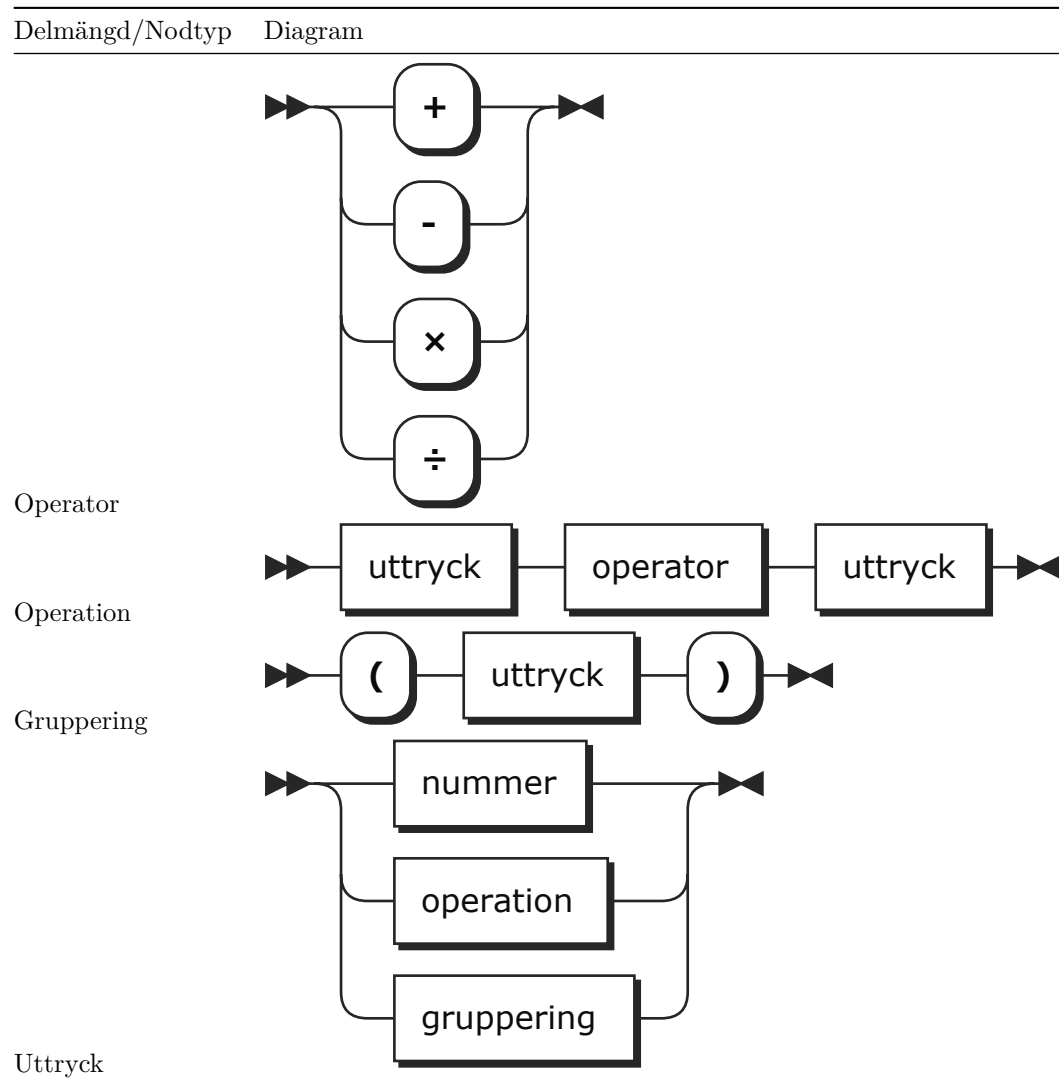 Delmängd/Nodtyp Diagram
+
-
×
÷
Operator
uttryck operator uttryck
Operation
( uttryck )
Gruppering
nummer
operation
gruppering
Uttryck